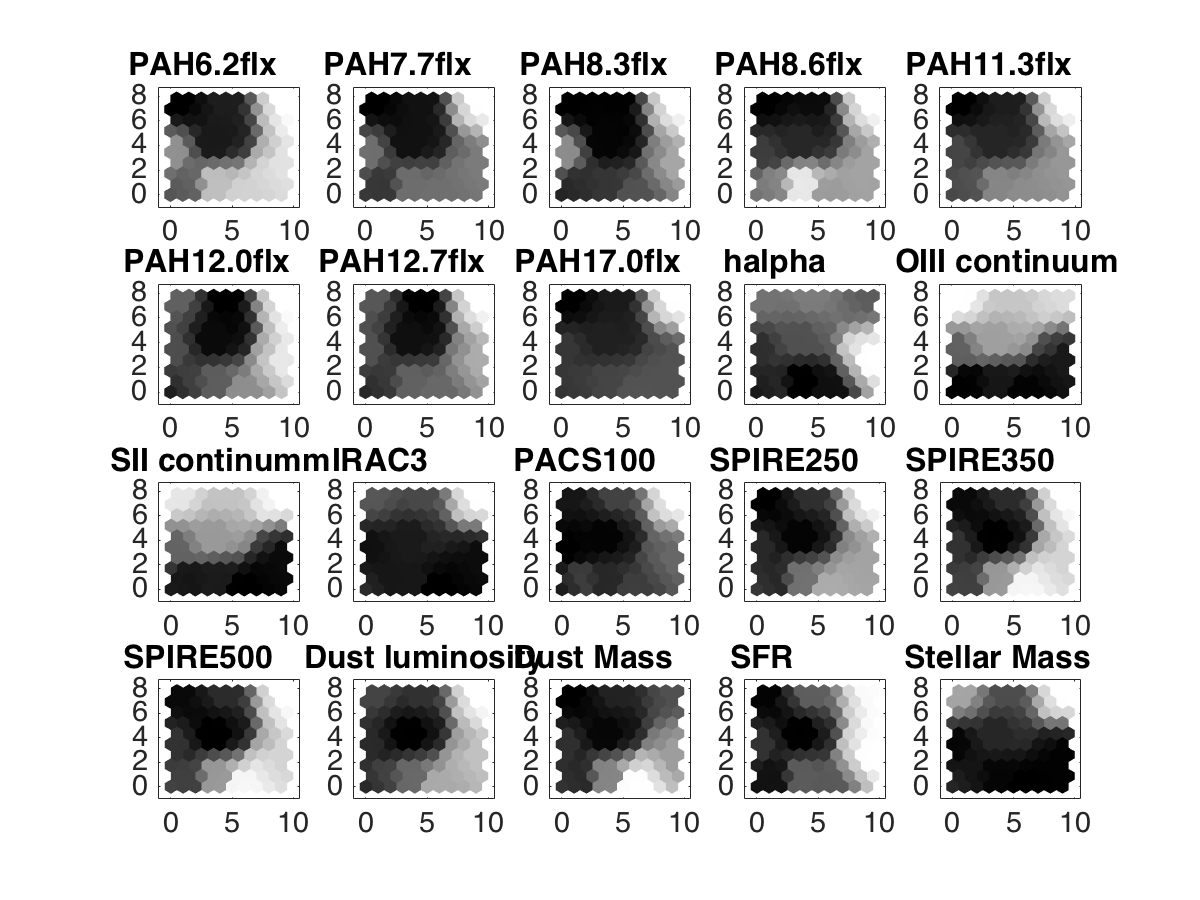 PAH6.2flx PAH7.7flx PAH8.3flx PAH8.6flx PAH11.3flx
8 8 8 8 8
6 6 6 6 6
4 4 4 4 4
2 2 2 2 2
0 0 0 0 0
0 5 10 0 5 10 0 5 10 0 5 10 0 5 10
PAH12.0flx PAH12.7flx PAH17.0flx halpha OIII continuum
8 8 8 8 8
6 6 6 6 6
4 4 4 4 4
2 2 2 2 2
0 0 0 0 0
0 5 10 0 5 10 0 5 10 0 5 10 0 5 10
SII continumm IRAC3 PACS100 SPIRE250 SPIRE350
8 8 8 8 8
6 6 6 6 6
4 4 4 4 4
2 2 2 2 2
0 0 0 0 0
0 5 10 0 5 10 0 5 10 0 5 10 0 5 10
SPIRE500 Dust luminosity Dust Mass SFR Stellar Mass
8 8 8 8 8
6 6 6 6 6
4 4 4 4 4
2 2 2 2 2
0 0 0 0 0
0 5 10 0 5 10 0 5 10 0 5 10 0 5 10